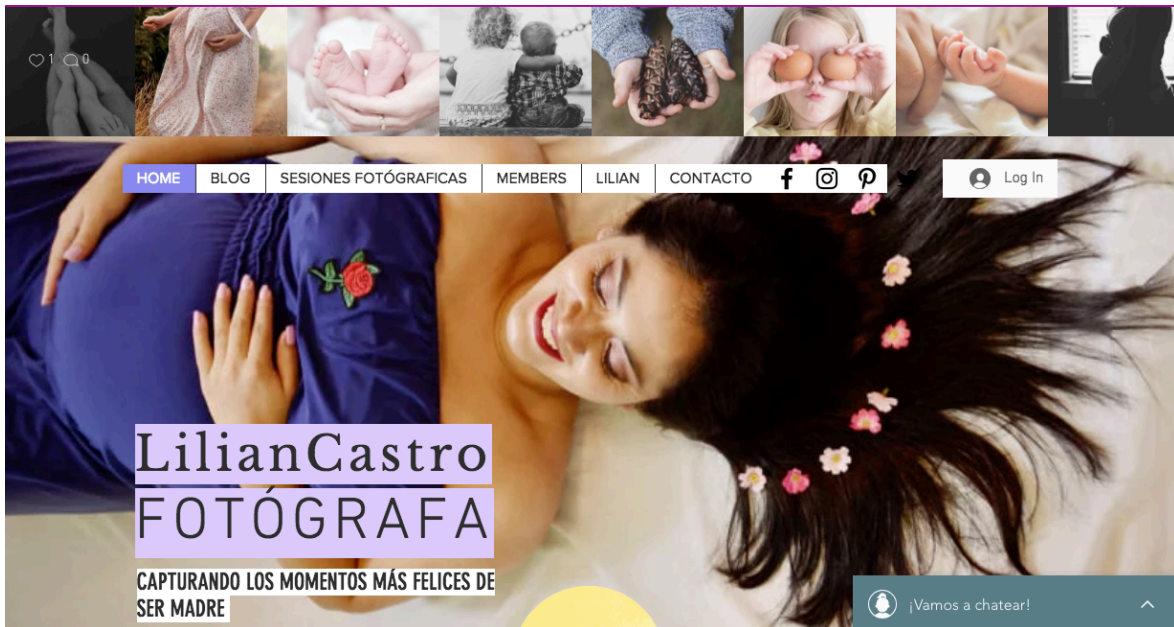 1 0
HOME BLOG SESIONES FOTÓGRAFICAS MEMBERS LILIAN CONTACTO Log In
LilianCastro
FOTÓGRAFA
CAPTURANDO LOS MOMENTOS MÁS FELICES DE
SER MADRE
¡Vamos a chatear!